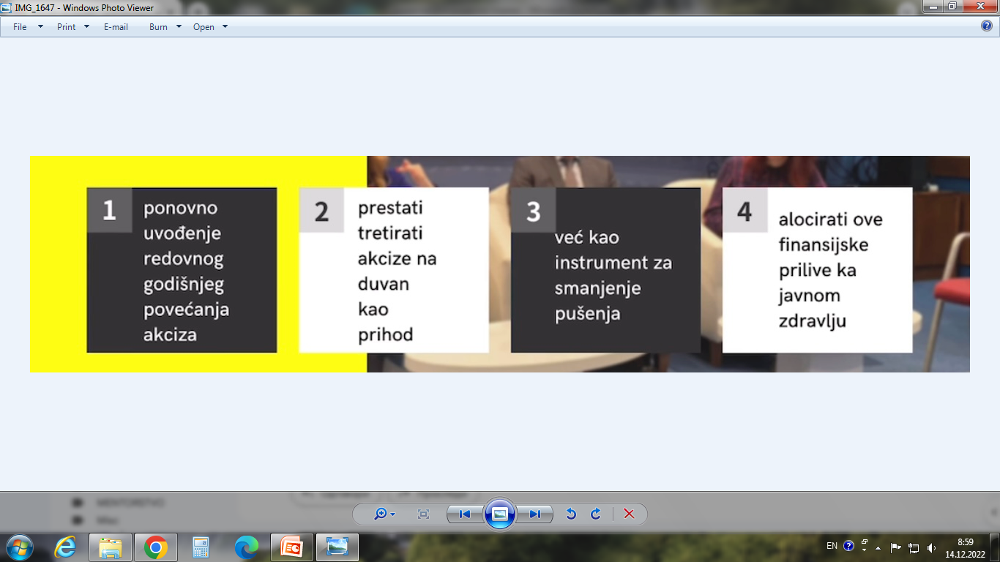 IMG_1647 - Windows Photo Viewer
File Print E-mail Burn Open
1
ponovno
uvođenje
redovnog
godišnjeg
povećanja
akciza
2
prestati
tretirati
akcize na
duvan
kao
prihod
3
već kao
instrument za
smanjenje
pušenja
4
alocirati ove
finansijske
prilive ka
javnom
zdravlju
EN
8:59
14.12.2022